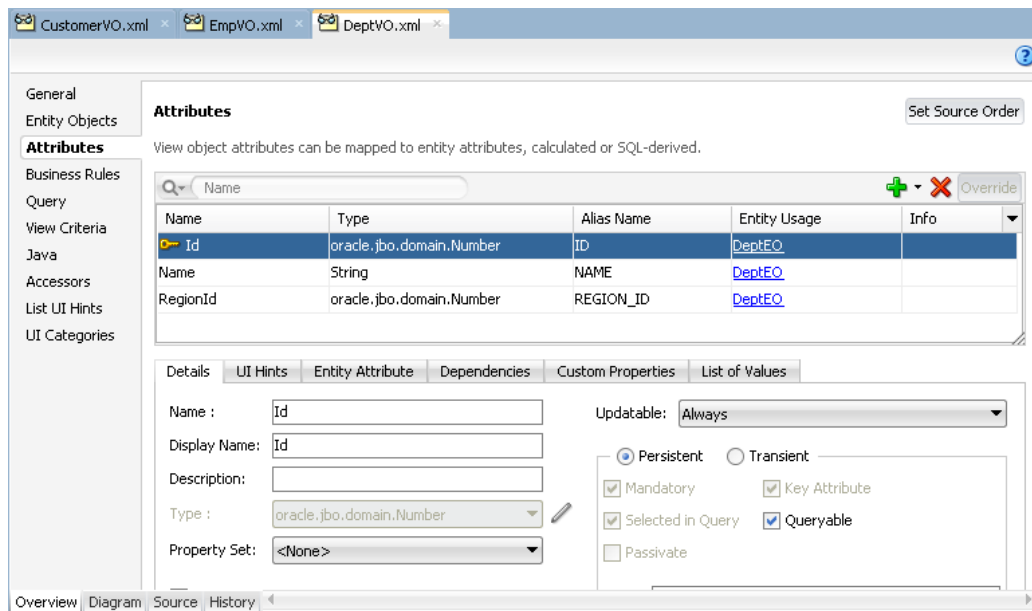 CustomerVO.xml EmpVO.xml DeptVO.xml
General
Entity Objects
Attributes
Business Rules
Query
View Criteria
Java
Accessors
List UI Hints
UI Categories
Attributes Set Source Order
View object attributes can be mapped to entity attributes, calculated or SQL-derived.
Name Override
Name Type Alias Name Entity Usage Info
Id oracle.jbo.domain.Number ID DeptEO
Name String NAME DeptEO
RegionId oracle.jbo.domain.Number REGION_ID DeptEO
Details UI Hints Entity Attribute Dependencies Custom Properties List of Values
Name : Id Updatable: Always
Display Name: Id Persistent Transient
Description: Mandatory Key Attribute
Type : oracle.jbo.domain.Number Selected in Query Queryable
Property Set: <None> Passivate
Overview Diagram Source History